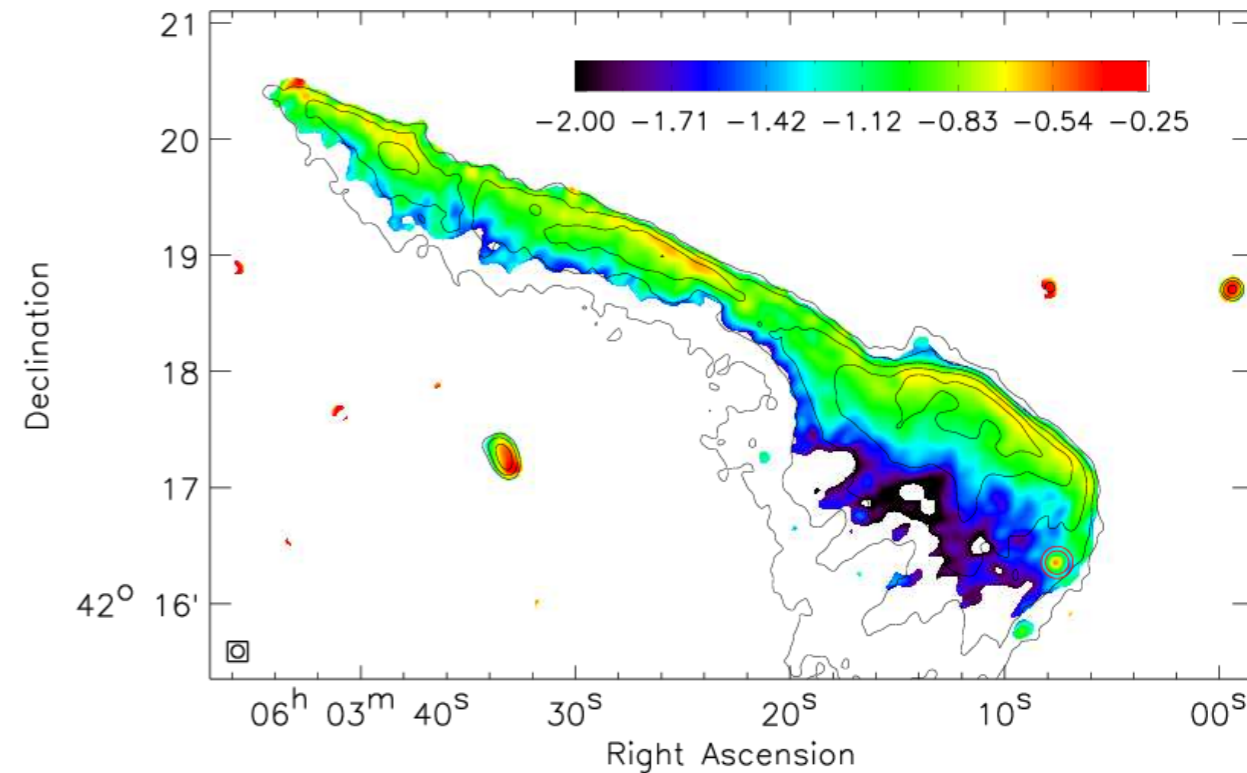 21
−2.00 −1.71 −1.42 −1.12 −0.83 −0.54 −0.25
20
19
Declination
18
17
42° 16'
06ʰ 03ᵐ 40ˢ 30ˢ 20ˢ 10ˢ 00ˢ
Right Ascension